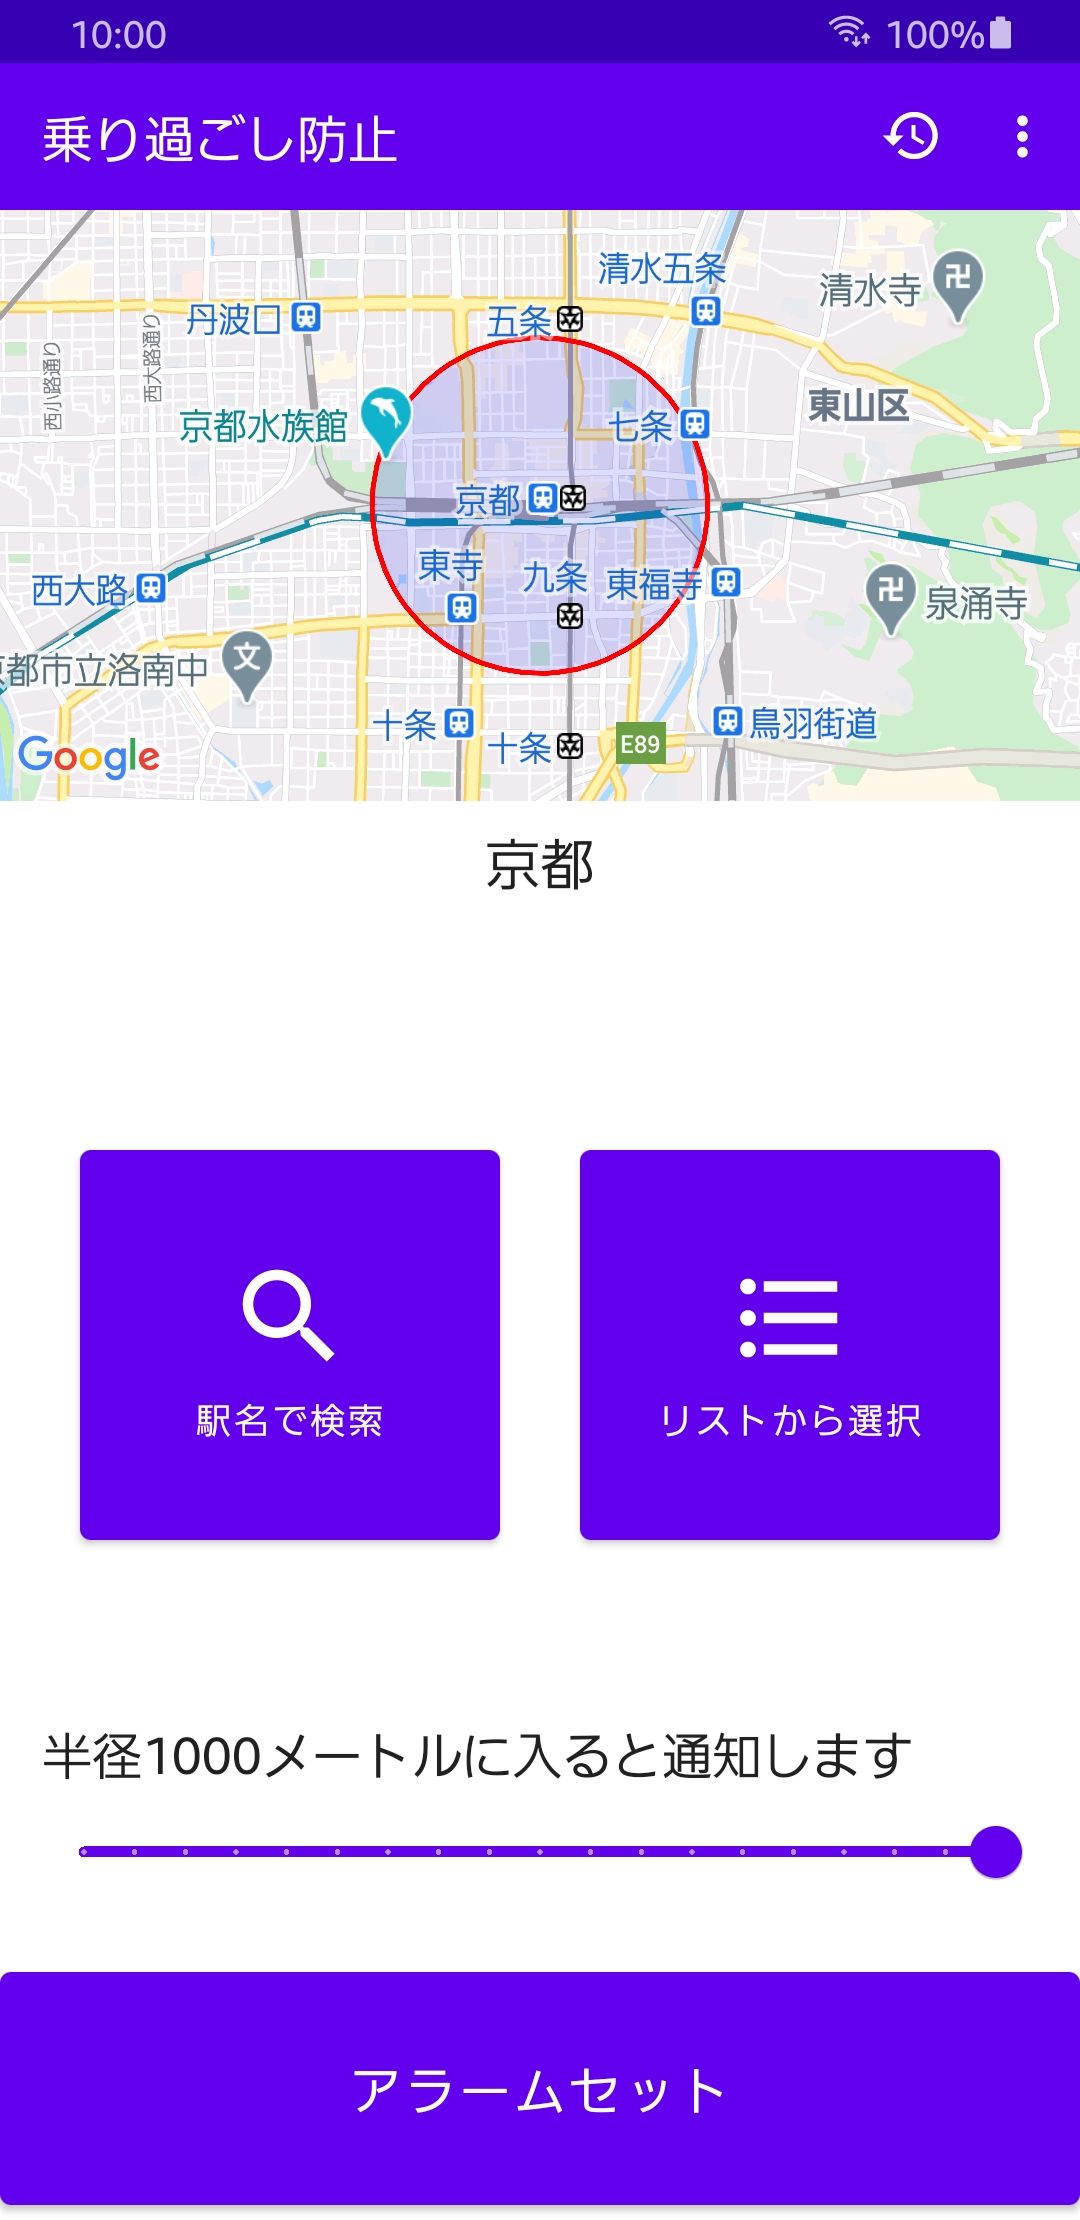 10:00
100%
乗り過ごし防止
清水五条
清水寺
丹波口
五条
西小路通り
西大路通り
東山区
京都水族館
七条
京都
東寺
九条
東福寺
西大路
泉涌寺
京都市立洛南中
文
十条
十条
E89
鳥羽街道
Google
京都
駅名で検索
リストから選択
半径1000メートルに入ると通知します
アラームセット